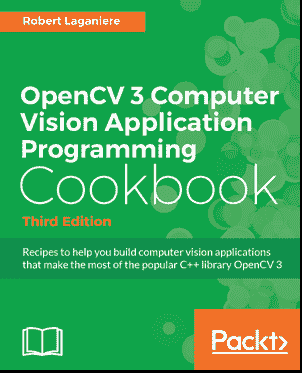 Robert Laganiere
OpenCV 3 Computer
Vision Application
Programming
Cookbook
Third Edition
Recipes to help you build computer vision applications
that make the most of the popular C++ library OpenCV 3
Packt>